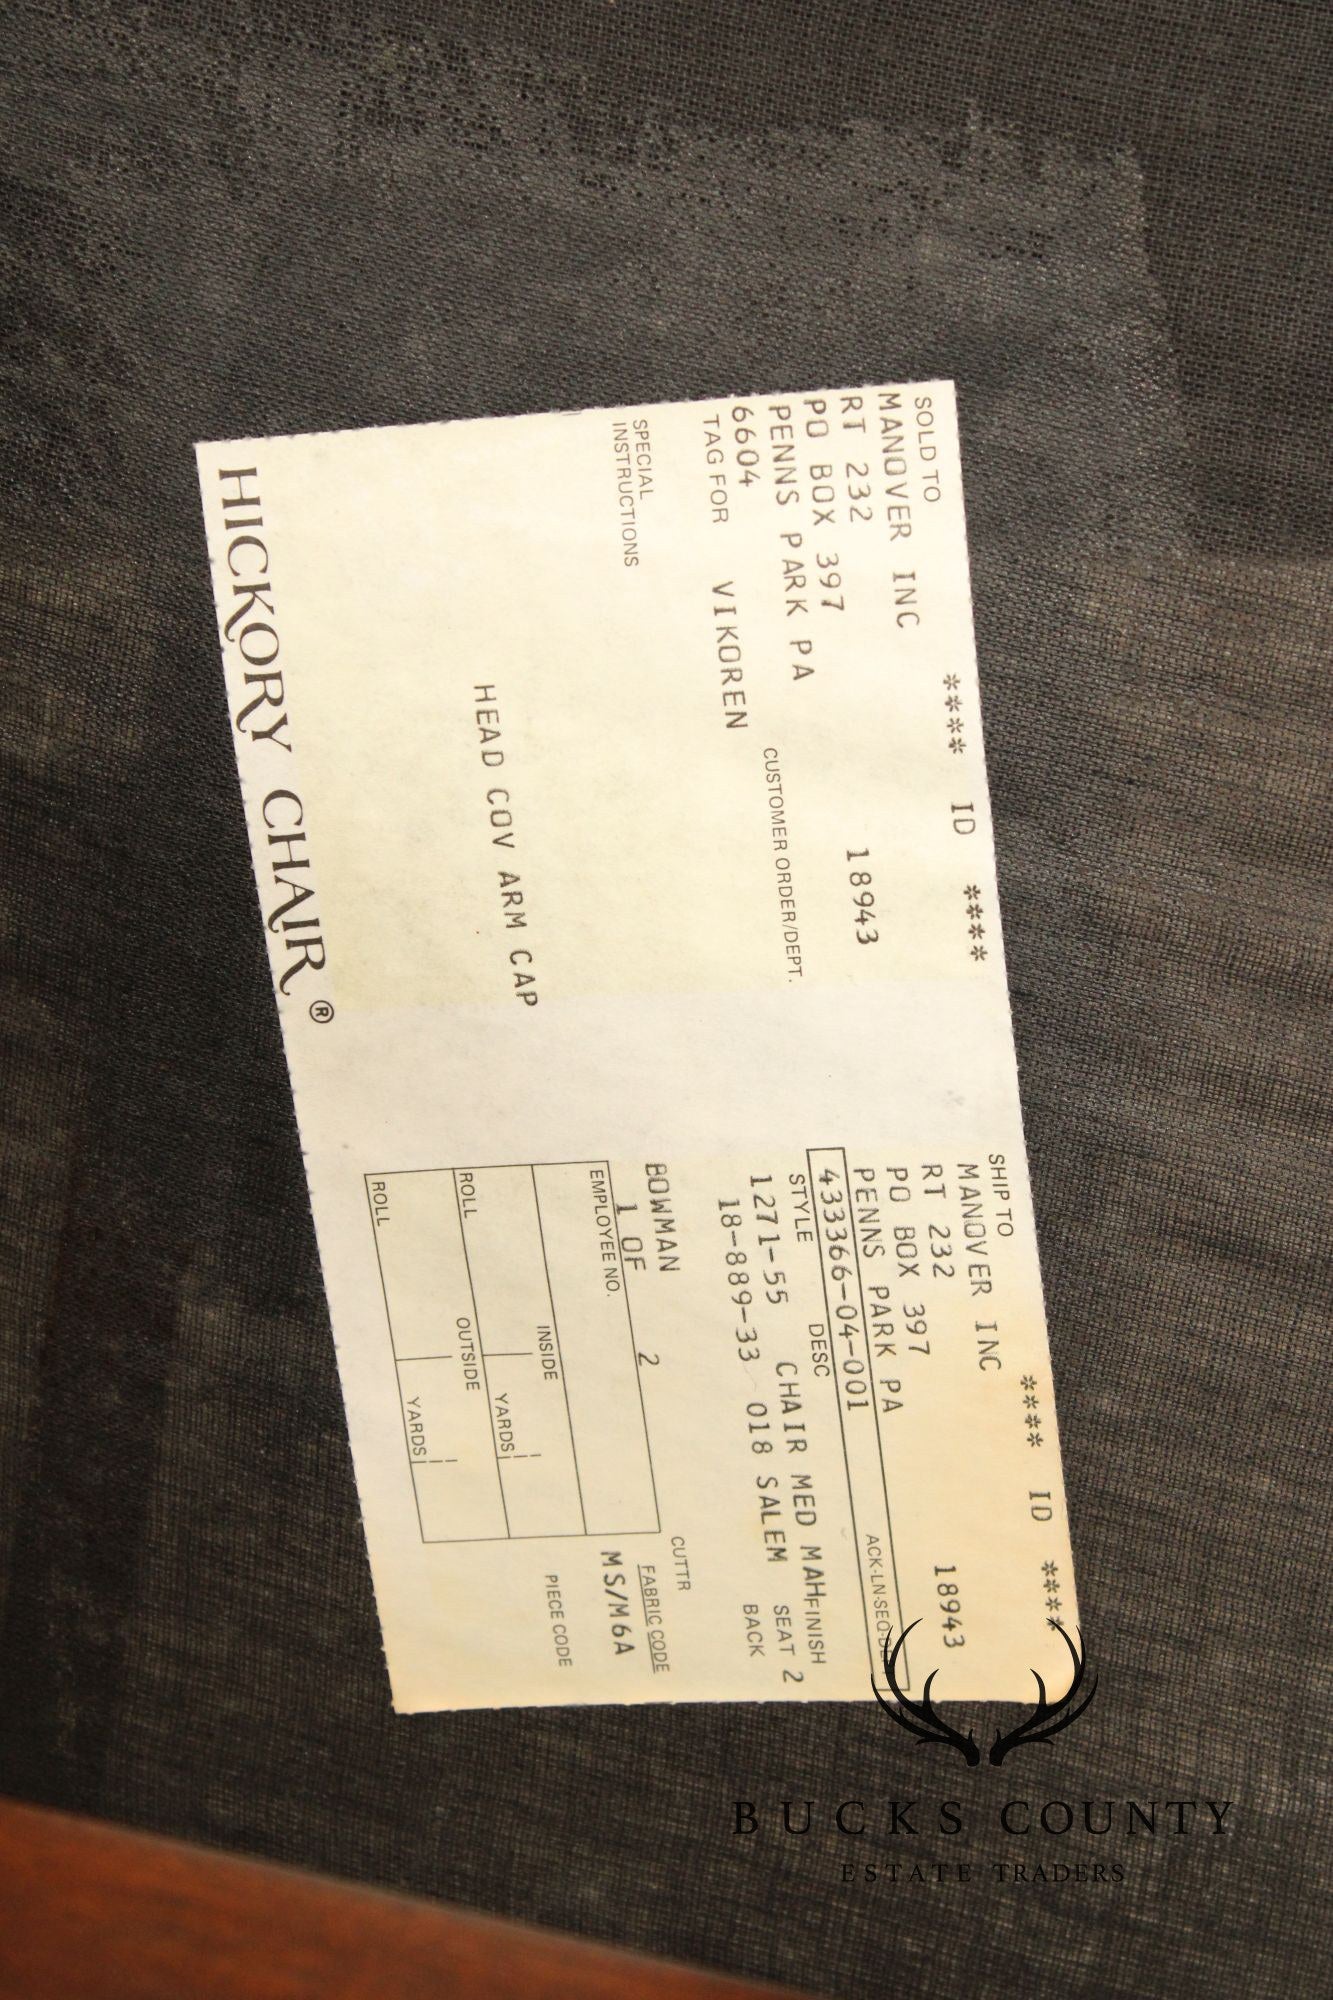 SOLD TO **** ID ****
MANOVER INC
RT 232
PO BOX 397 18943
PENNS PARK PA
6604 CUSTOMER ORDER/DEPT.
TAG FOR VIKOREN
SPECIAL
INSTRUCTIONS
HEAD COV ARM CAP
HICKORY CHAIR ®
SHIP TO **** ID ****
MANOVER INC
RT 232
PO BOX 397 18943
PENNS PARK PA ACK-LN-SEQ-
433366-04-001
STYLE DESC FINISH
1271-55 CHAIR MED MAH SEAT 2
18-889-33 018 SALEM BACK
BOWMAN CUTTR
1 OF 2 FABRIC CODE
EMPLOYEE NO. MS/M6A
INSIDE PIECE CODE
ROLL YARDS
OUTSIDE
ROLL YARDS
BUCKS COUNTY
ESTATE TRADERS